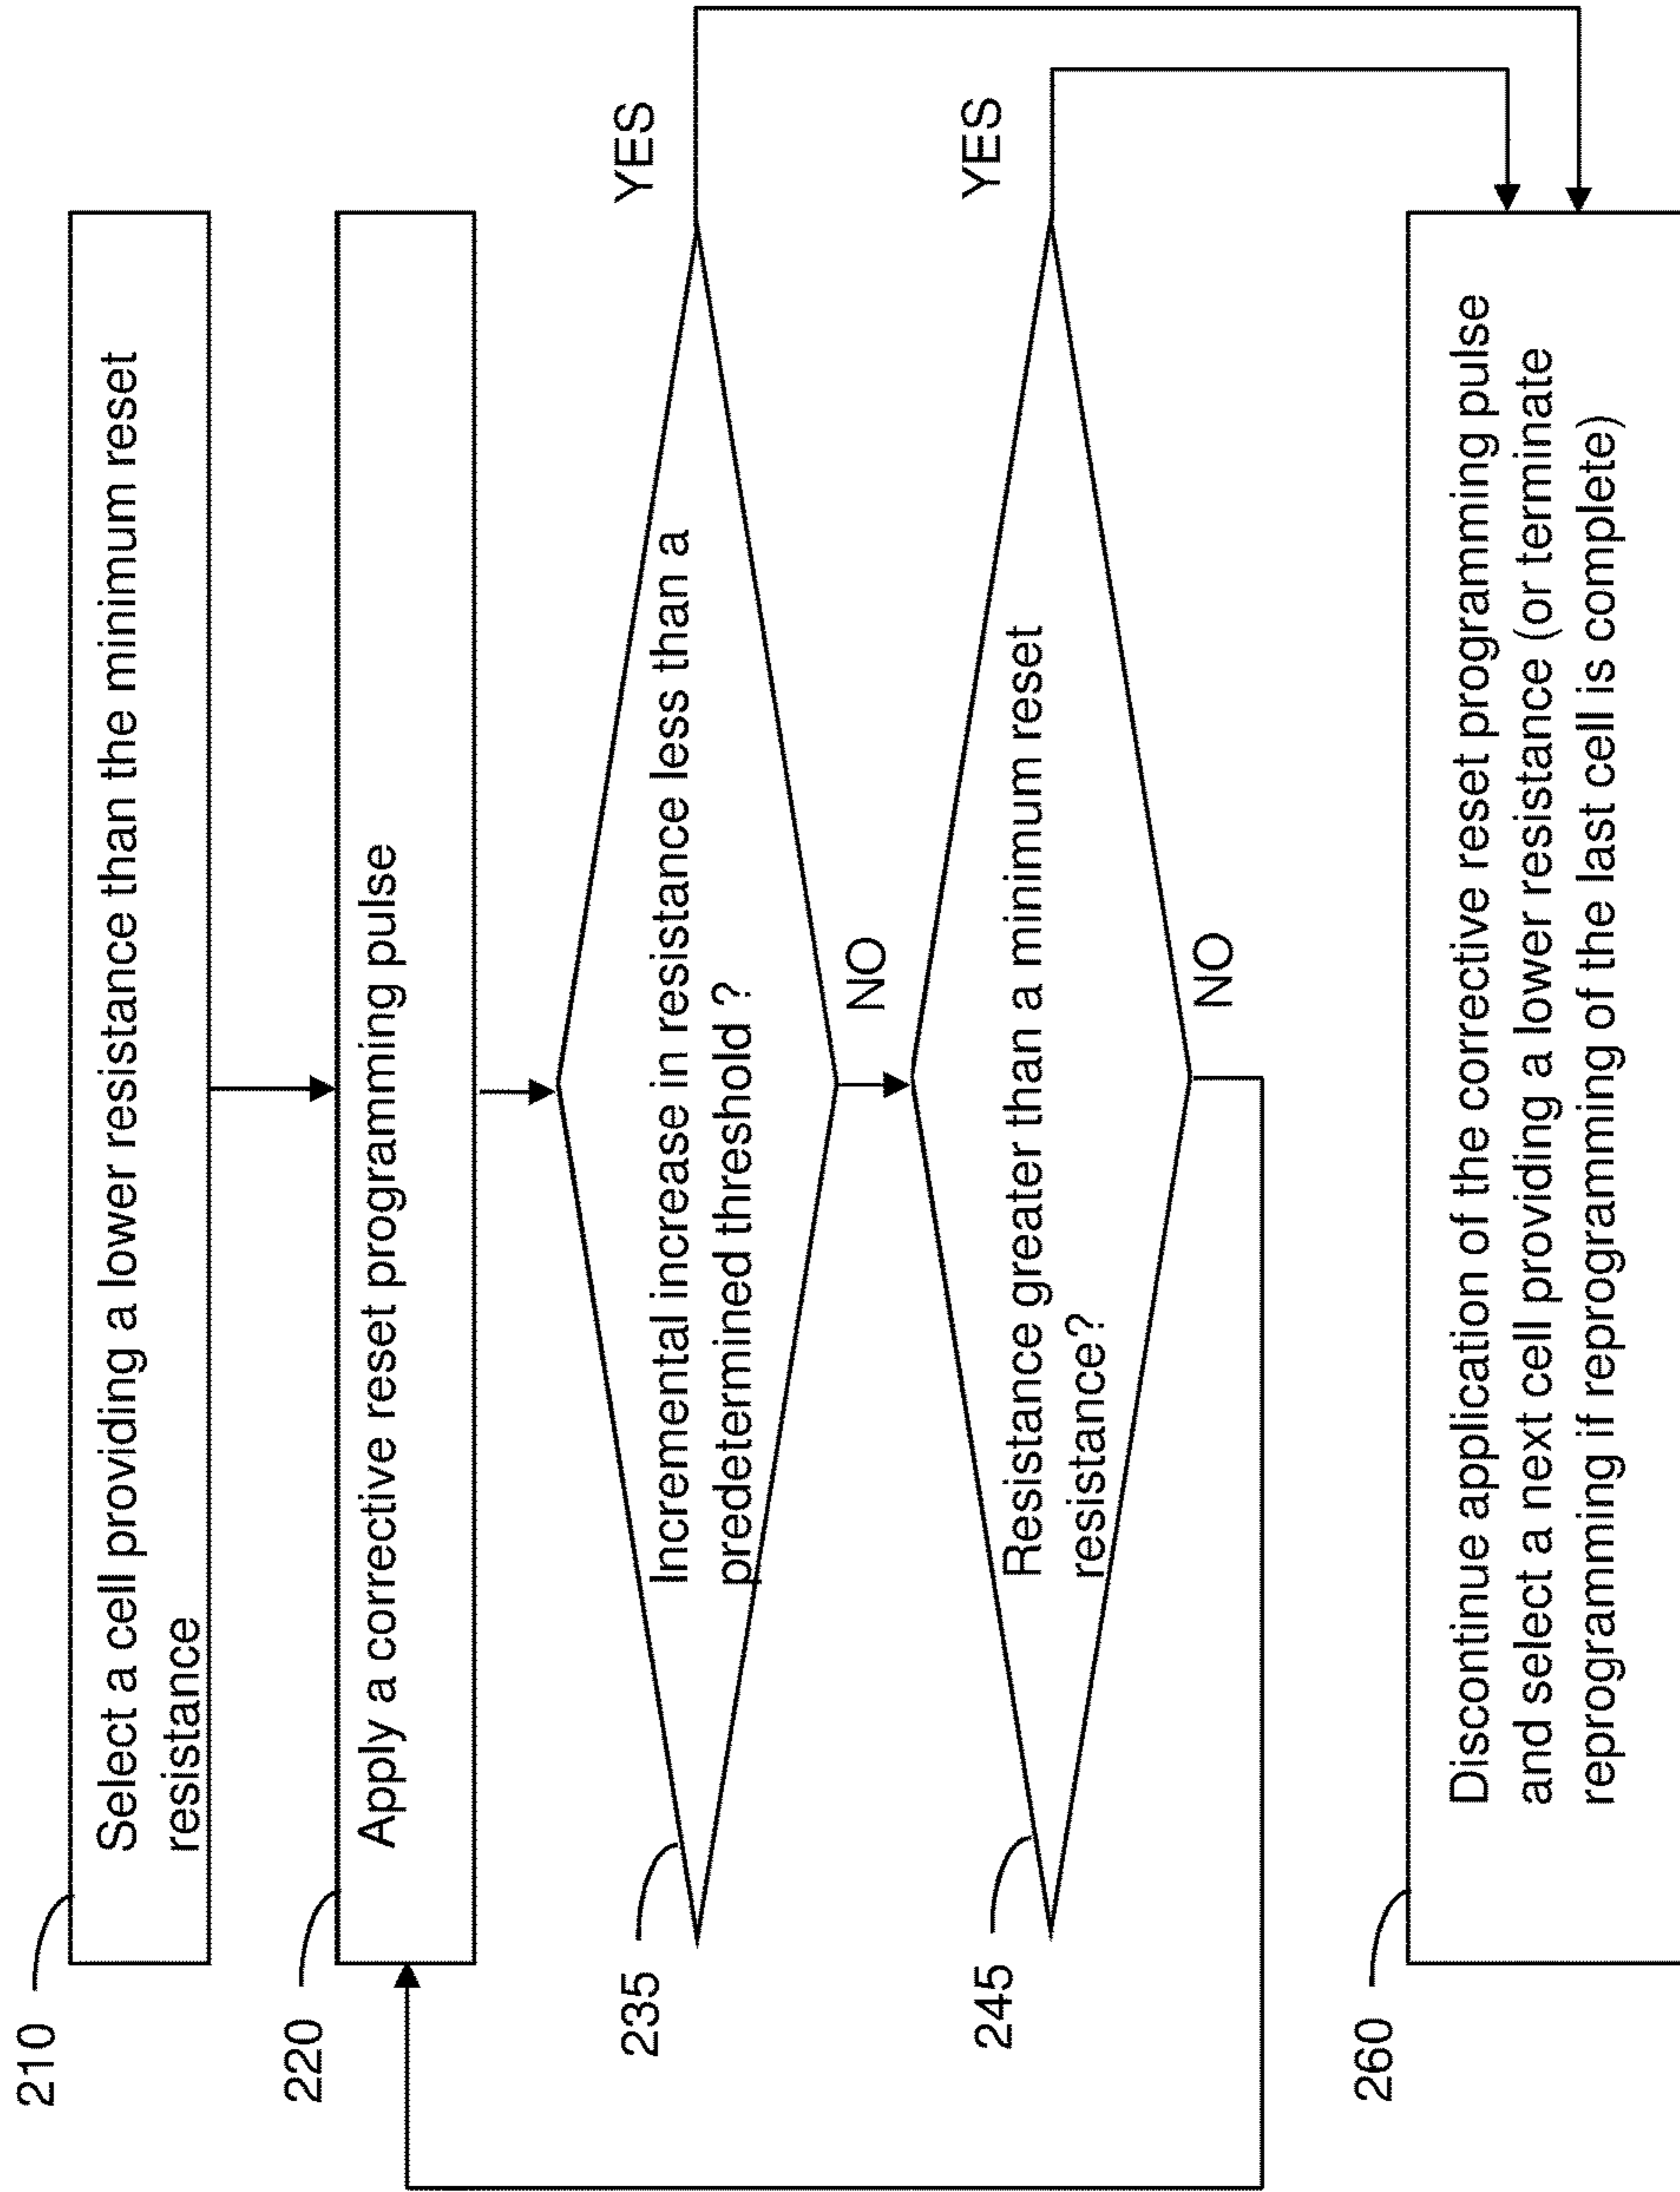 210
Select a cell providing a lower resistance than the minimum reset
resistance
220
Apply a corrective reset programming pulse
235
Incremental increase in resistance less than a
predetermined threshold ?
YES
NO
245
Resistance greater than a minimum reset
resistance?
YES
NO
260
Discontinue application of the corrective reset programming pulse
and select a next cell providing a lower resistance (or terminate
reprogramming if reprogramming of the last cell is complete)